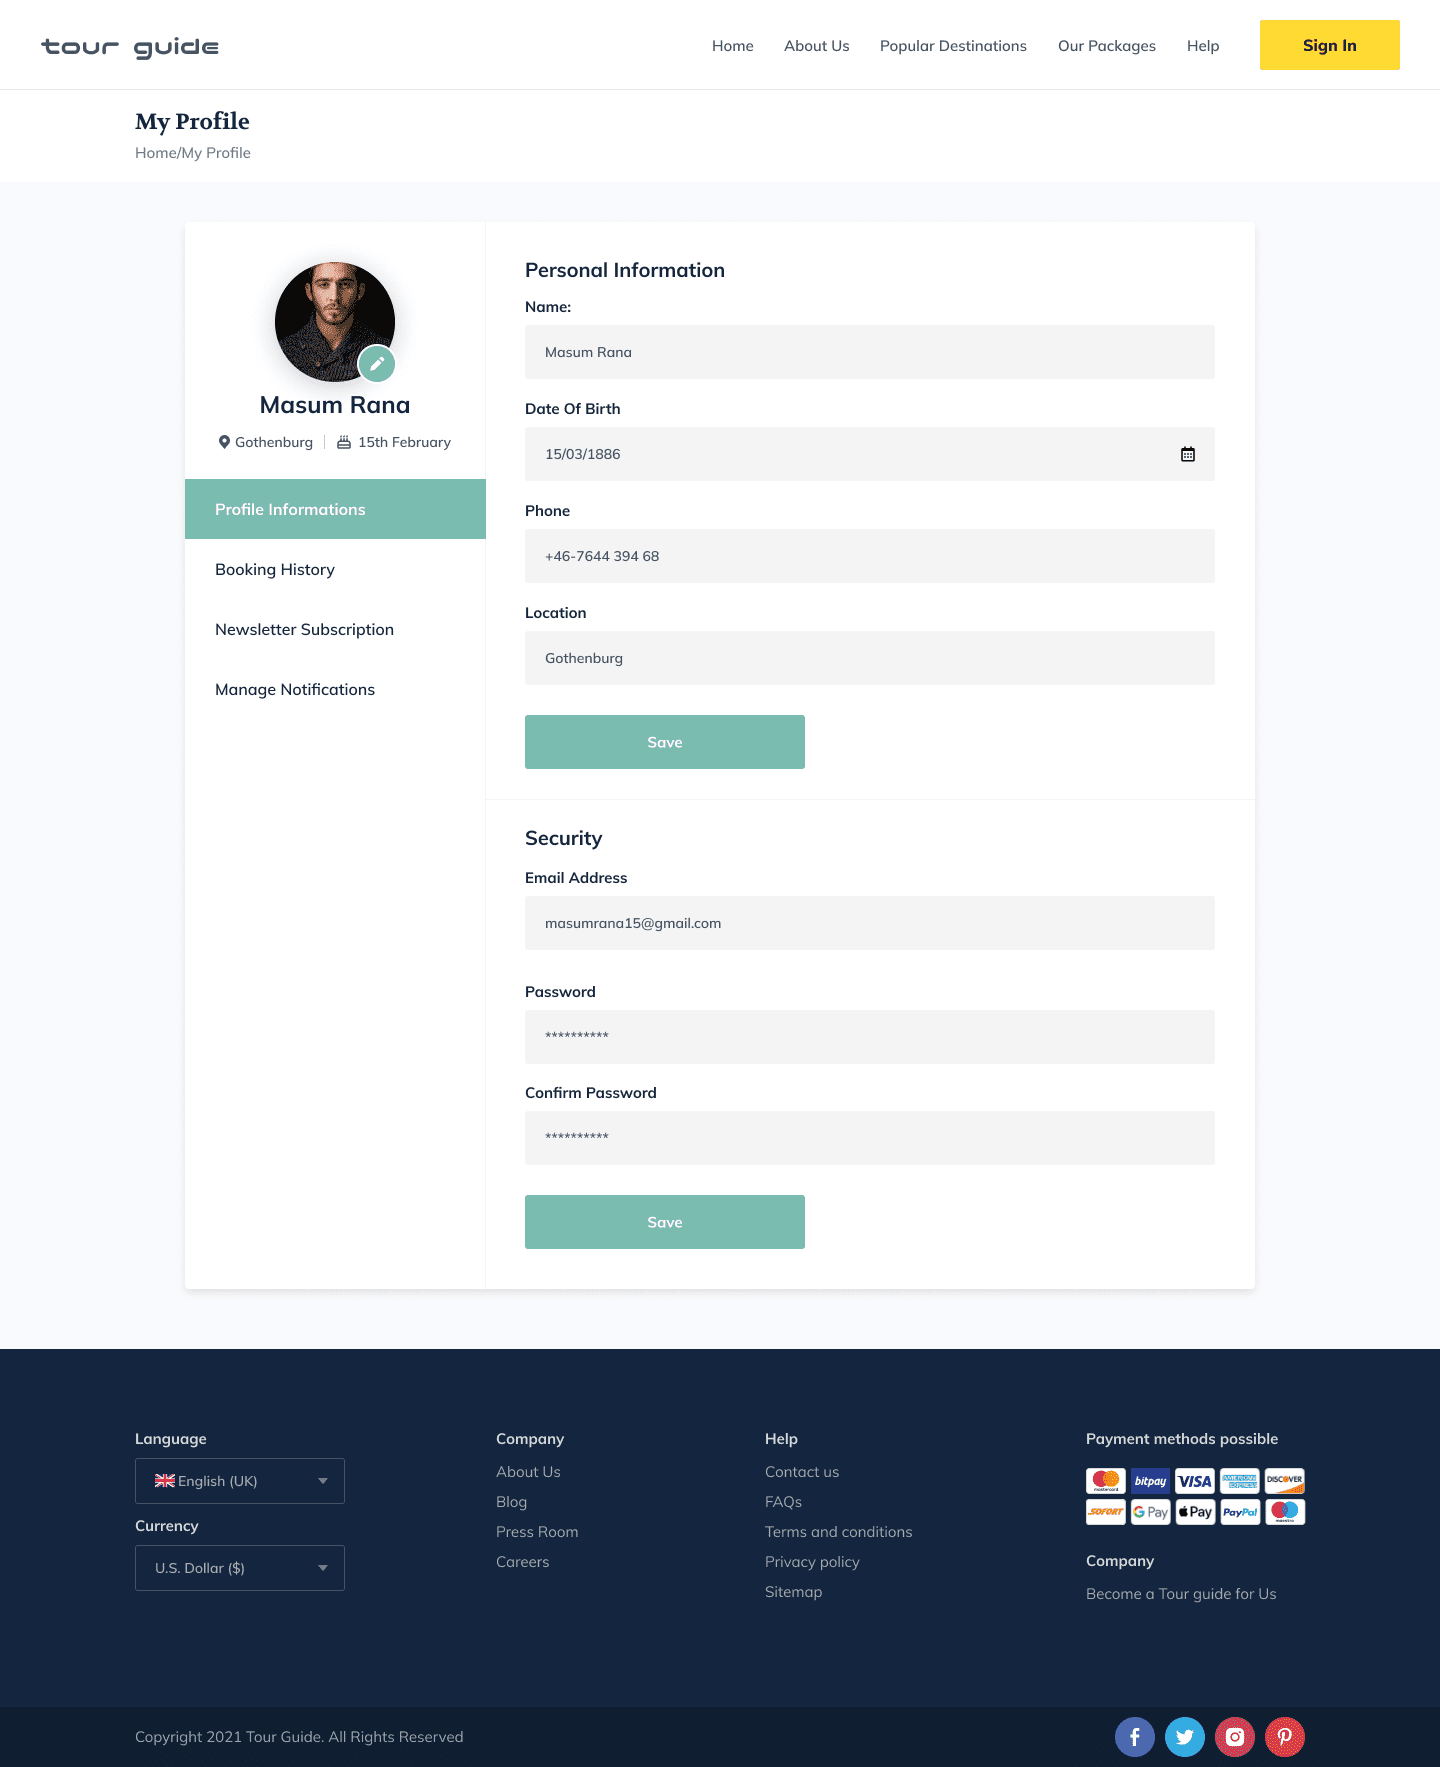 tour guide
Home
About Us
Popular Destinations
Our Packages
Help
Sign In
My Profile
Home/My Profile
Masum Rana
Gothenburg
15th February
Profile Informations
Booking History
Newsletter Subscription
Manage Notifications
Personal Information
Name:
Masum Rana
Date Of Birth
15/03/1886
Phone
+46-7644 394 68
Location
Gothenburg
Save
Security
Email Address
masumrana15@gmail.com
Password
**********
Confirm Password
**********
Save
Language
English (UK)
Currency
U.S. Dollar ($)
Company
About Us
Blog
Press Room
Careers
Help
Contact us
FAQs
Terms and conditions
Privacy policy
Sitemap
Payment methods possible
mastercard
bitpay
VISA
AMERICAN EXPRESS
DISCOVER
SOFORT
G Pay
Pay
PayPal
maestro
Company
Become a Tour guide for Us
Copyright 2021 Tour Guide. All Rights Reserved